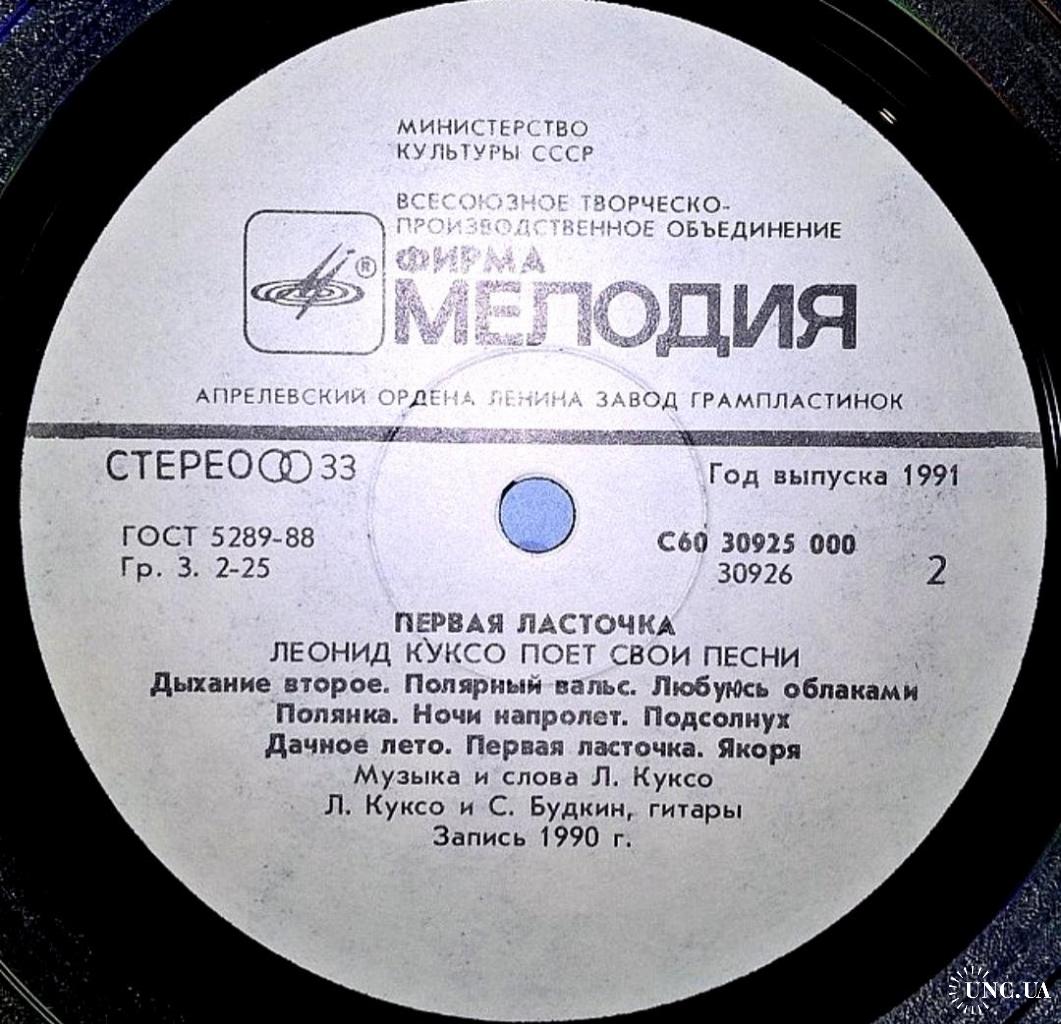 МИНИСТЕРСТВО
КУЛЬТУРЫ СССР
ВСЕСОЮЗНОЕ ТВОРЧЕСКО-
ПРОИЗВОДСТВЕННОЕ ОБЪЕДИНЕНИЕ
ФИРМА
®
МЕЛОДИЯ
АПРЕЛЕВСКИЙ ОРДЕНА ЛЕНИНА ЗАВОД ГРАМПЛАСТИНОК
СТЕРЕО 33
Год выпуска 1991
ГОСТ 5289-88
Гр. 3. 2-25
С60 30925 000
30926
2
ПЕРВАЯ ЛАСТОЧКА
ЛЕОНИД КУКСО ПОЕТ СВОИ ПЕСНИ
Дыхание второе. Полярный вальс. Любуюсь облаками
Полянка. Ночи напролет. Подсолнух
Дачное лето. Первая ласточка. Якоря
Музыка и слова Л. Куксо
Л. Куксо и С. Будкин, гитары
Запись 1990 г.
UNC.UA